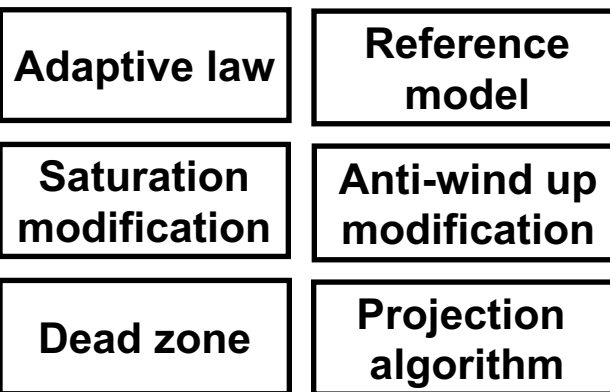 Adaptive law
Reference
model
Saturation
modification
Anti-wind up
modification
Dead zone
Projection
algorithm